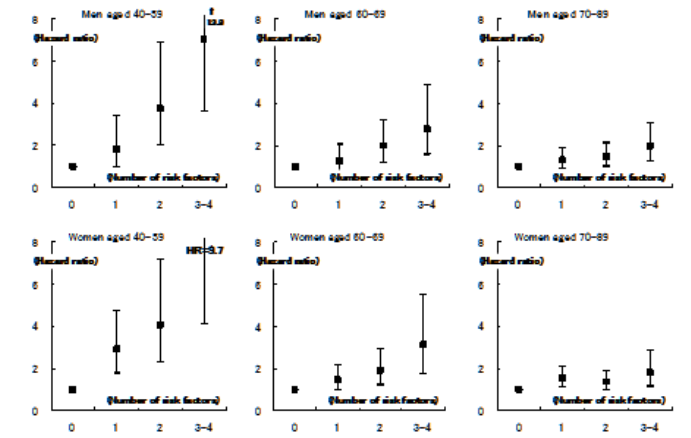 Men aged 40-59
8
(Hazard ratio)
6
4
2
0
(Number of risk factors)
0 1 2 3-4
Men aged 60-69
8
(Hazard ratio)
6
4
2
0
(Number of risk factors)
0 1 2 3-4
Men aged 70-89
8
(Hazard ratio)
6
4
2
0
(Number of risk factors)
0 1 2 3-4
Women aged 40-59
8
HR=9.7
(Hazard ratio)
6
4
2
0
(Number of risk factors)
0 1 2 3-4
Women aged 60-69
8
(Hazard ratio)
6
4
2
0
(Number of risk factors)
0 1 2 3-4
Women aged 70-89
8
(Hazard ratio)
6
4
2
0
(Number of risk factors)
0 1 2 3-4